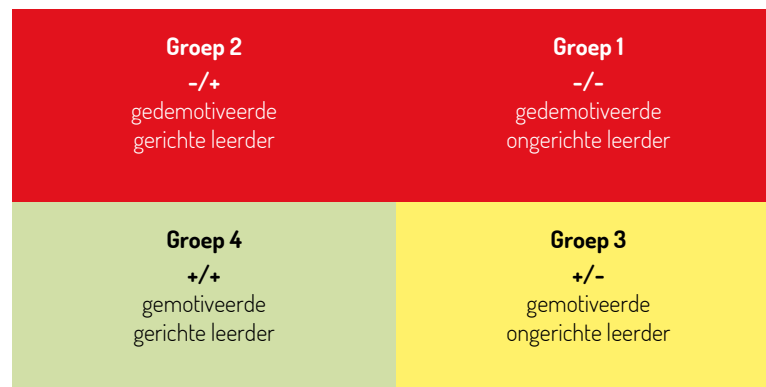 Groep 2
-/+
gedemotiveerde
gerichte leerder
Groep 1
-/-
gedemotiveerde
ongerichte leerder
Groep 4
+/+
gemotiveerde
gerichte leerder
Groep 3
+/-
gemotiveerde
ongerichte leerder